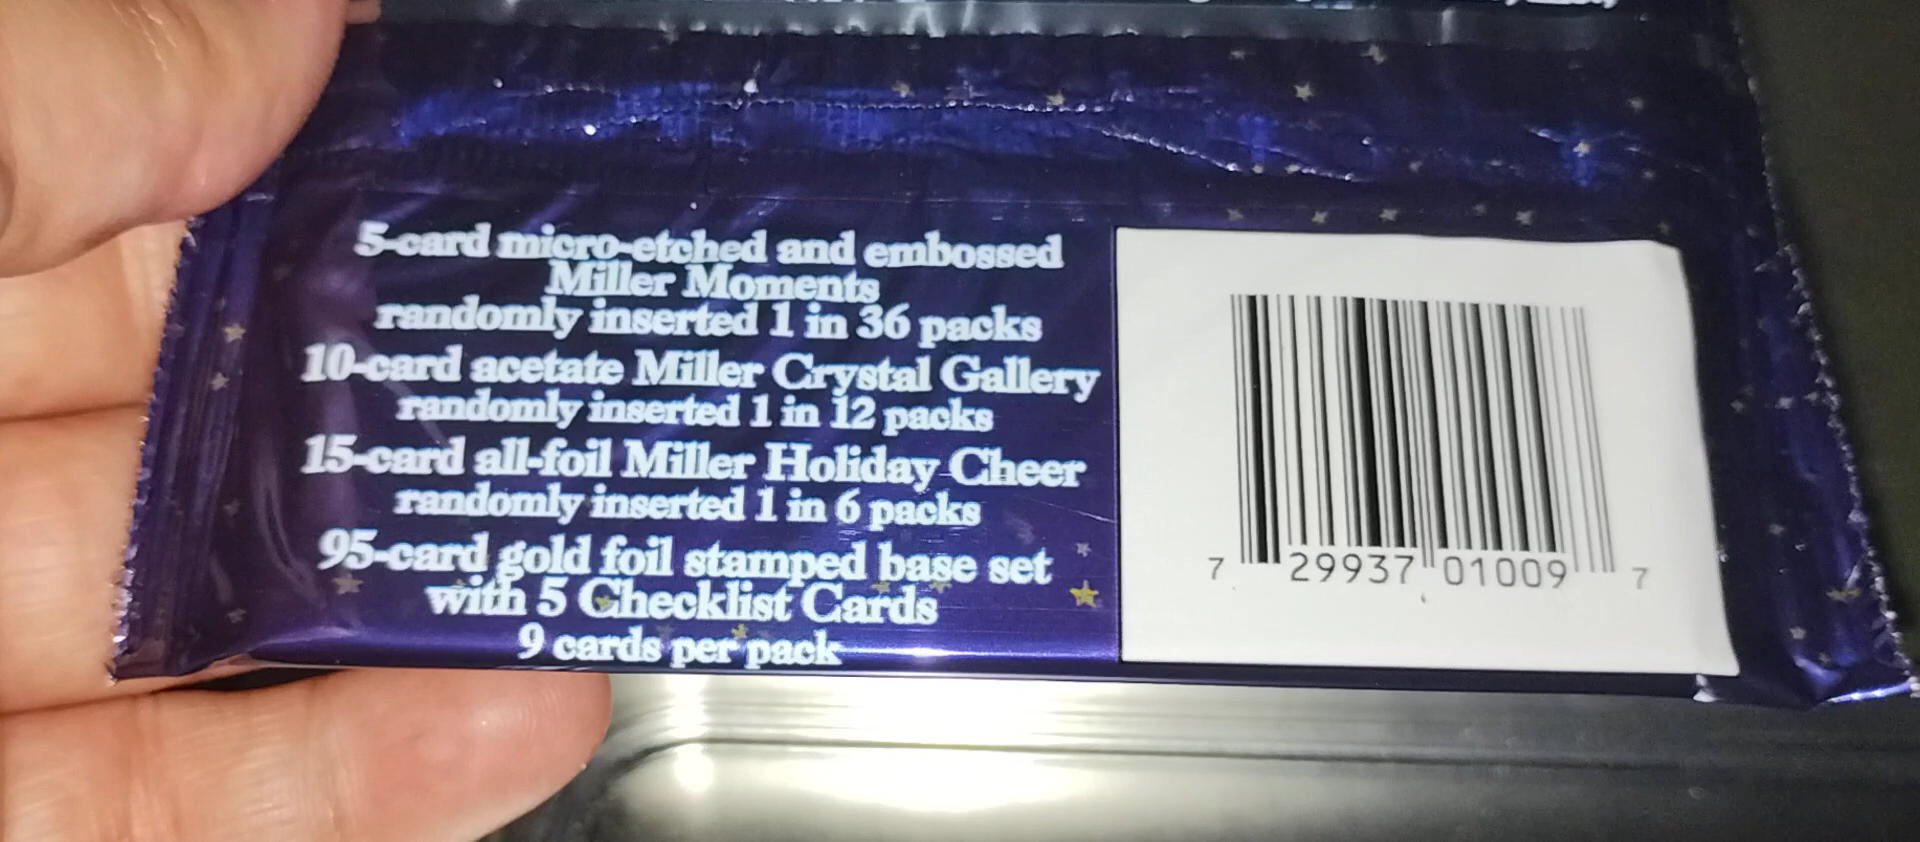 5-card micro-etched and embossed
Miller Moments
randomly inserted 1 in 36 packs
10-card acetate Miller Crystal Gallery
randomly inserted 1 in 12 packs
15-card all-foil Miller Holiday Cheer
randomly inserted 1 in 6 packs
95-card gold foil stamped base set
with 5 Checklist Cards
9 cards per pack
7 29937 01009 7